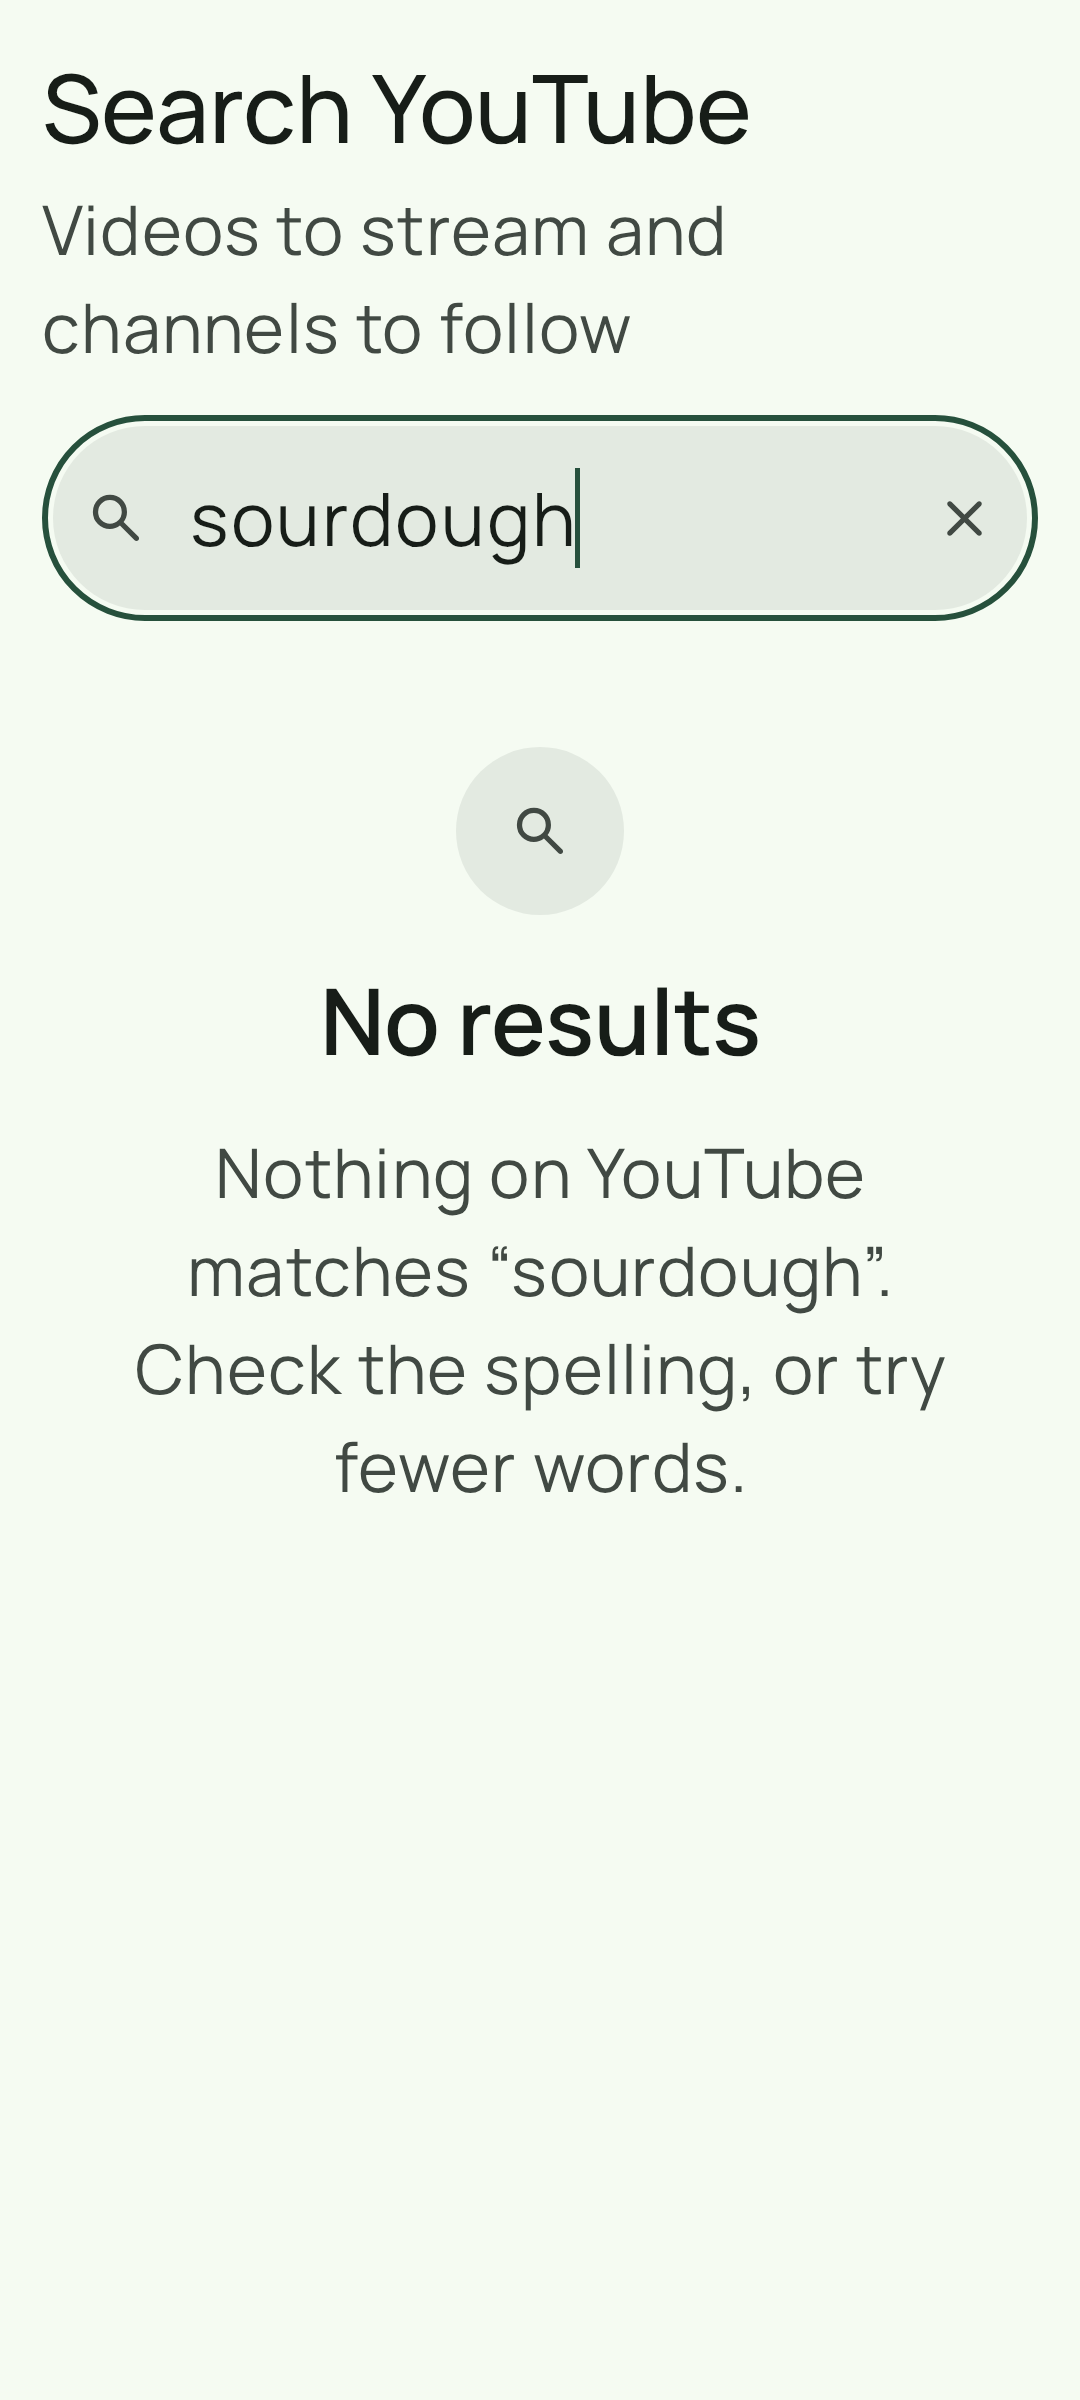 Search YouTube
Videos to stream and
channels to follow
sourdough
No results
Nothing on YouTube
matches “sourdough”.
Check the spelling, or try
fewer words.